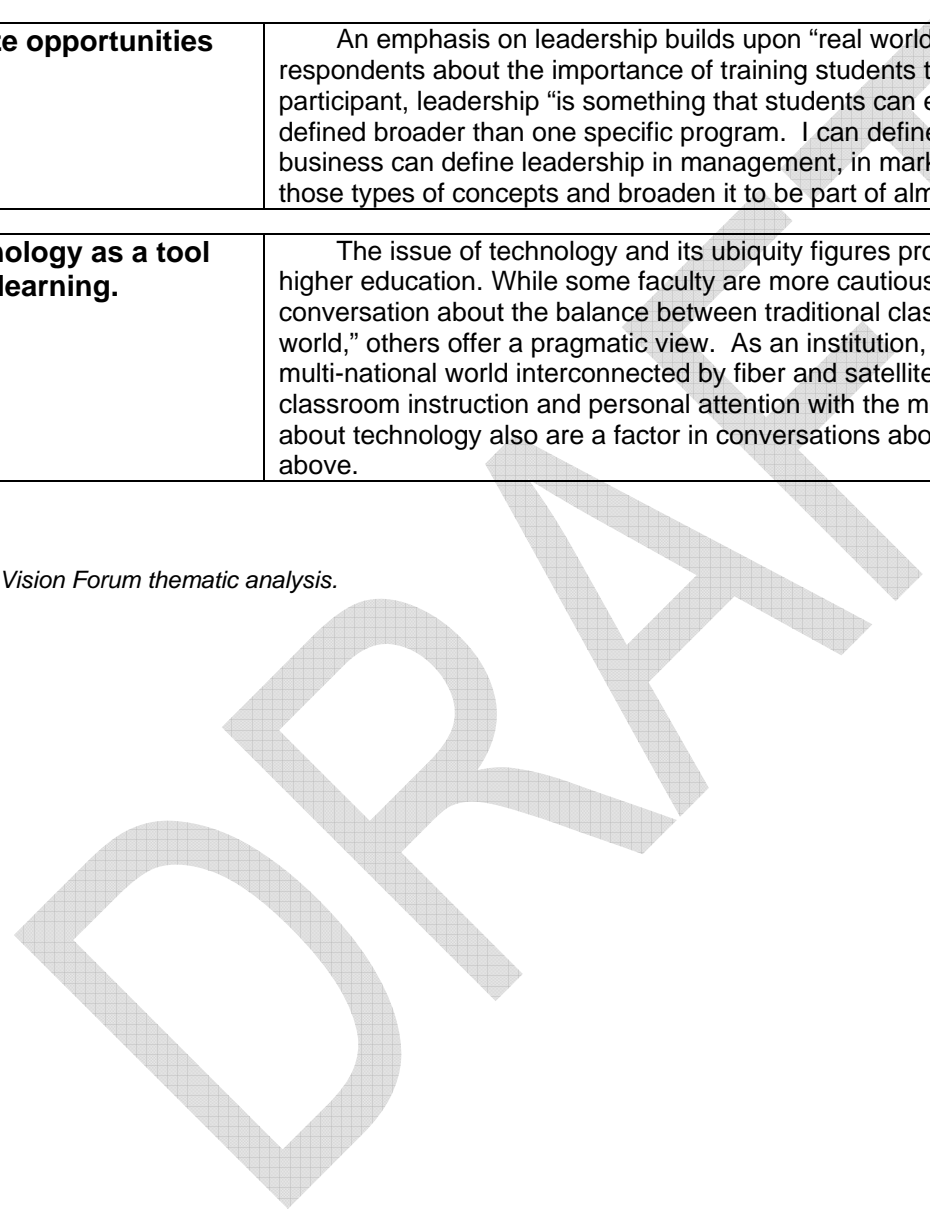 te opportunities
An emphasis on leadership builds upon “real world
respondents about the importance of training students t
participant, leadership “is something that students can e
defined broader than one specific program.  I can define
business can define leadership in management, in mark
those types of concepts and broaden it to be part of alm
nology as a tool
learning.
The issue of technology and its ubiquity figures pro
higher education. While some faculty are more cautious
conversation about the balance between traditional clas
world,” others offer a pragmatic view.  As an institution,
multi-national world interconnected by fiber and satellite
classroom instruction and personal attention with the m
about technology also are a factor in conversations abo
above.
Vision Forum thematic analysis.
DRAFT